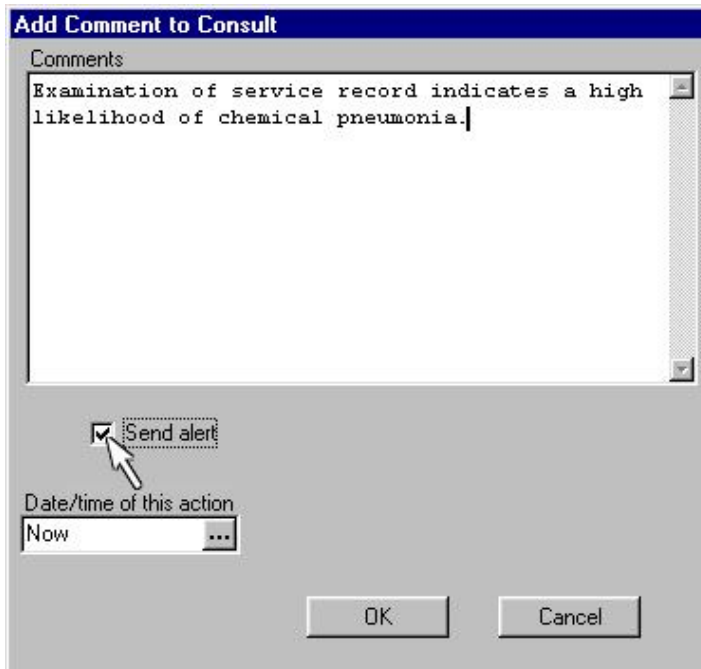 Add Comment to Consult
Comments
Examination of service record indicates a high
likelihood of chemical pneumonia.
Send alert
Date/time of this action
Now ...
OK Cancel